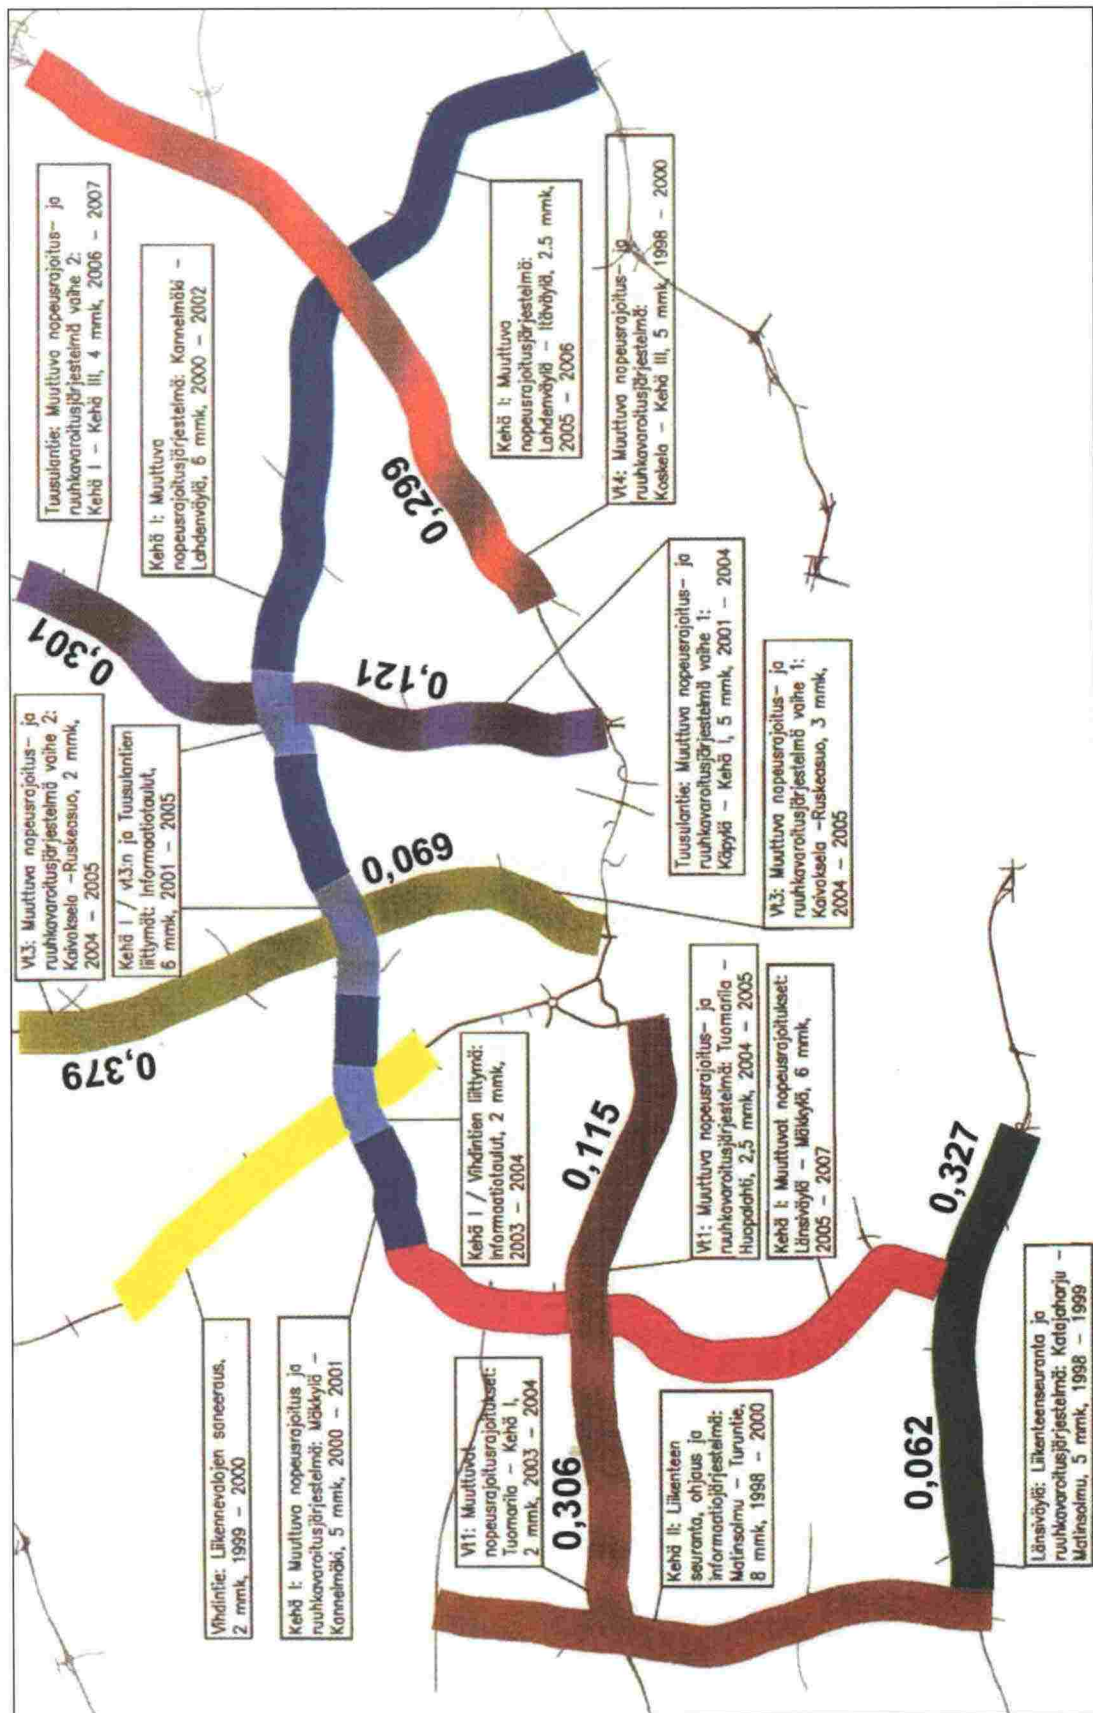 Vihdintie: Liikennevalojen saneeraus,
2 mmk, 1999 - 2000
Kehä I: Muuttuva nopeusrajoitus ja
ruuhkavaroitusjärjestelmä: Mäkkylä -
Kannelmäki, 5 mmk, 2000 - 2001
Vt1: Muuttuvat
nopeusrajoitusrajoitukset:
Tuomarila - Kehä I,
2 mmk, 2003 - 2004
0,306
Kehä II: Liikenteen
seuranta, ohjaus ja
informaatiojärjestelmä:
Matinsolmu - Turuntie,
8 mmk, 1998 - 2000
0,062
Länsiväylä: Liikenteenseuranta ja
ruuhkavaroitusjärjestelmä: Katajaharju -
Matinsolmu, 5 mmk, 1998 - 1999
0,379
Kehä I / Vihdintien liittymä:
Informaatiotaulut, 2 mmk,
2003 - 2004
0,115
Vt1: Muuttuva nopeusrajoitus- ja
ruuhkavaroitusjärjestelmä: Tuomarila -
Huopalahti, 2,5 mmk, 2004 - 2005
Kehä I: Muuttuvat nopeusrajoitukset:
Länsiväylä - Mäkkylä, 6 mmk,
2005 - 2007
0,327
Vt.3: Muuttuva nopeusrajoitus- ja
ruuhkavaroitusjärjestelmä vaihe 2:
Kaivoksela -Ruskeasuo, 2 mmk,
2004 - 2005
Kehä I / vt3:n ja Tuusulantien
liittymät: Informaatiotaulut,
6 mmk, 2001 - 2005
0,069
0,301
0,121
Tuusulantie: Muuttuva nopeusrajoitus- ja
ruuhkavaroitusjärjestelmä vaihe 1:
Käpylä - Kehä I, 5 mmk, 2001 - 2004
Vt.3: Muuttuva nopeusrajoitus- ja
ruuhkavaroitusjärjestelmä vaihe 1:
Kaivoksela -Ruskeasuo, 3 mmk,
2004 - 2005
Tuusulantie: Muuttuva nopeusrajoitus- ja
ruuhkavaroitusjärjestelmä vaihe 2:
Kehä I - Kehä III, 4 mmk, 2006 - 2007
Kehä I: Muuttuva
nopeusrajoitusjärjestelmä: Kannelmäki -
Lahdenväylä, 6 mmk, 2000 - 2002
0,299
Kehä I: Muuttuva
nopeusrajoitusjärjestelmä:
Lahdenväylä - Itäväylä, 2.5 mmk,
2005 - 2006
Vt4: Muuttuva nopeusrajoitus- ja
ruuhkavaroitusjärjestelmä:
Koskela - Kehä III, 5 mmk, 1998 - 2000